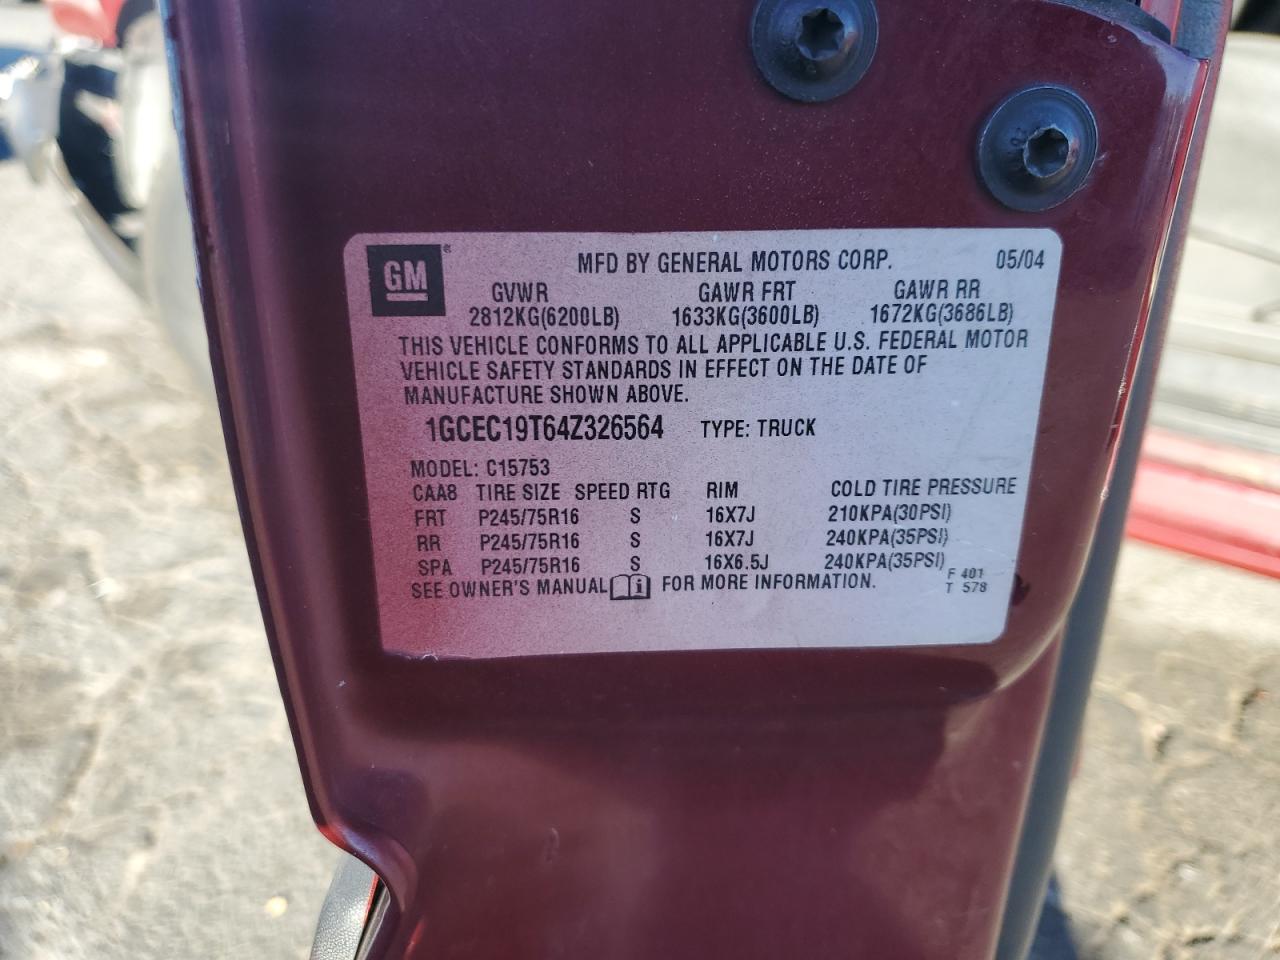 GM ®
MFD BY GENERAL MOTORS CORP. 05/04
GVWR GAWR FRT GAWR RR
2812KG(6200LB) 1633KG(3600LB) 1672KG(3686LB)
THIS VEHICLE CONFORMS TO ALL APPLICABLE U.S. FEDERAL MOTOR
VEHICLE SAFETY STANDARDS IN EFFECT ON THE DATE OF
MANUFACTURE SHOWN ABOVE.
1GCEC19T64Z326564 TYPE: TRUCK
MODEL: C15753
CAA8 TIRE SIZE SPEED RTG RIM COLD TIRE PRESSURE
FRT P245/75R16 S 16X7J 210KPA(30PSI)
RR P245/75R16 S 16X7J 240KPA(35PSI)
SPA P245/75R16 S 16X6.5J 240KPA(35PSI)
SEE OWNER'S MANUAL i FOR MORE INFORMATION.
F 401
T 578